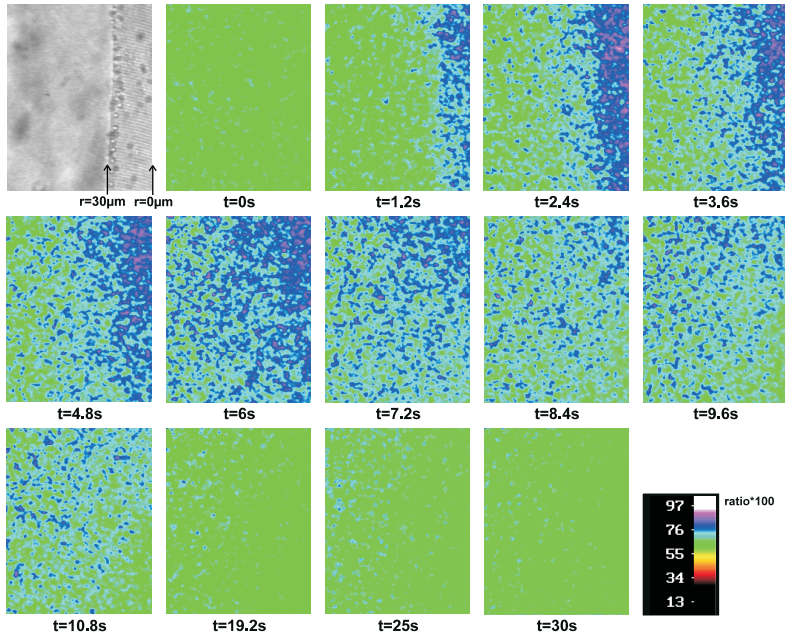 r=30µm r=0µm
t=0s
t=1.2s
t=2.4s
t=3.6s
t=4.8s
t=6s
t=7.2s
t=8.4s
t=9.6s
t=10.8s
t=19.2s
t=25s
t=30s
ratio*100
97
76
55
34
13